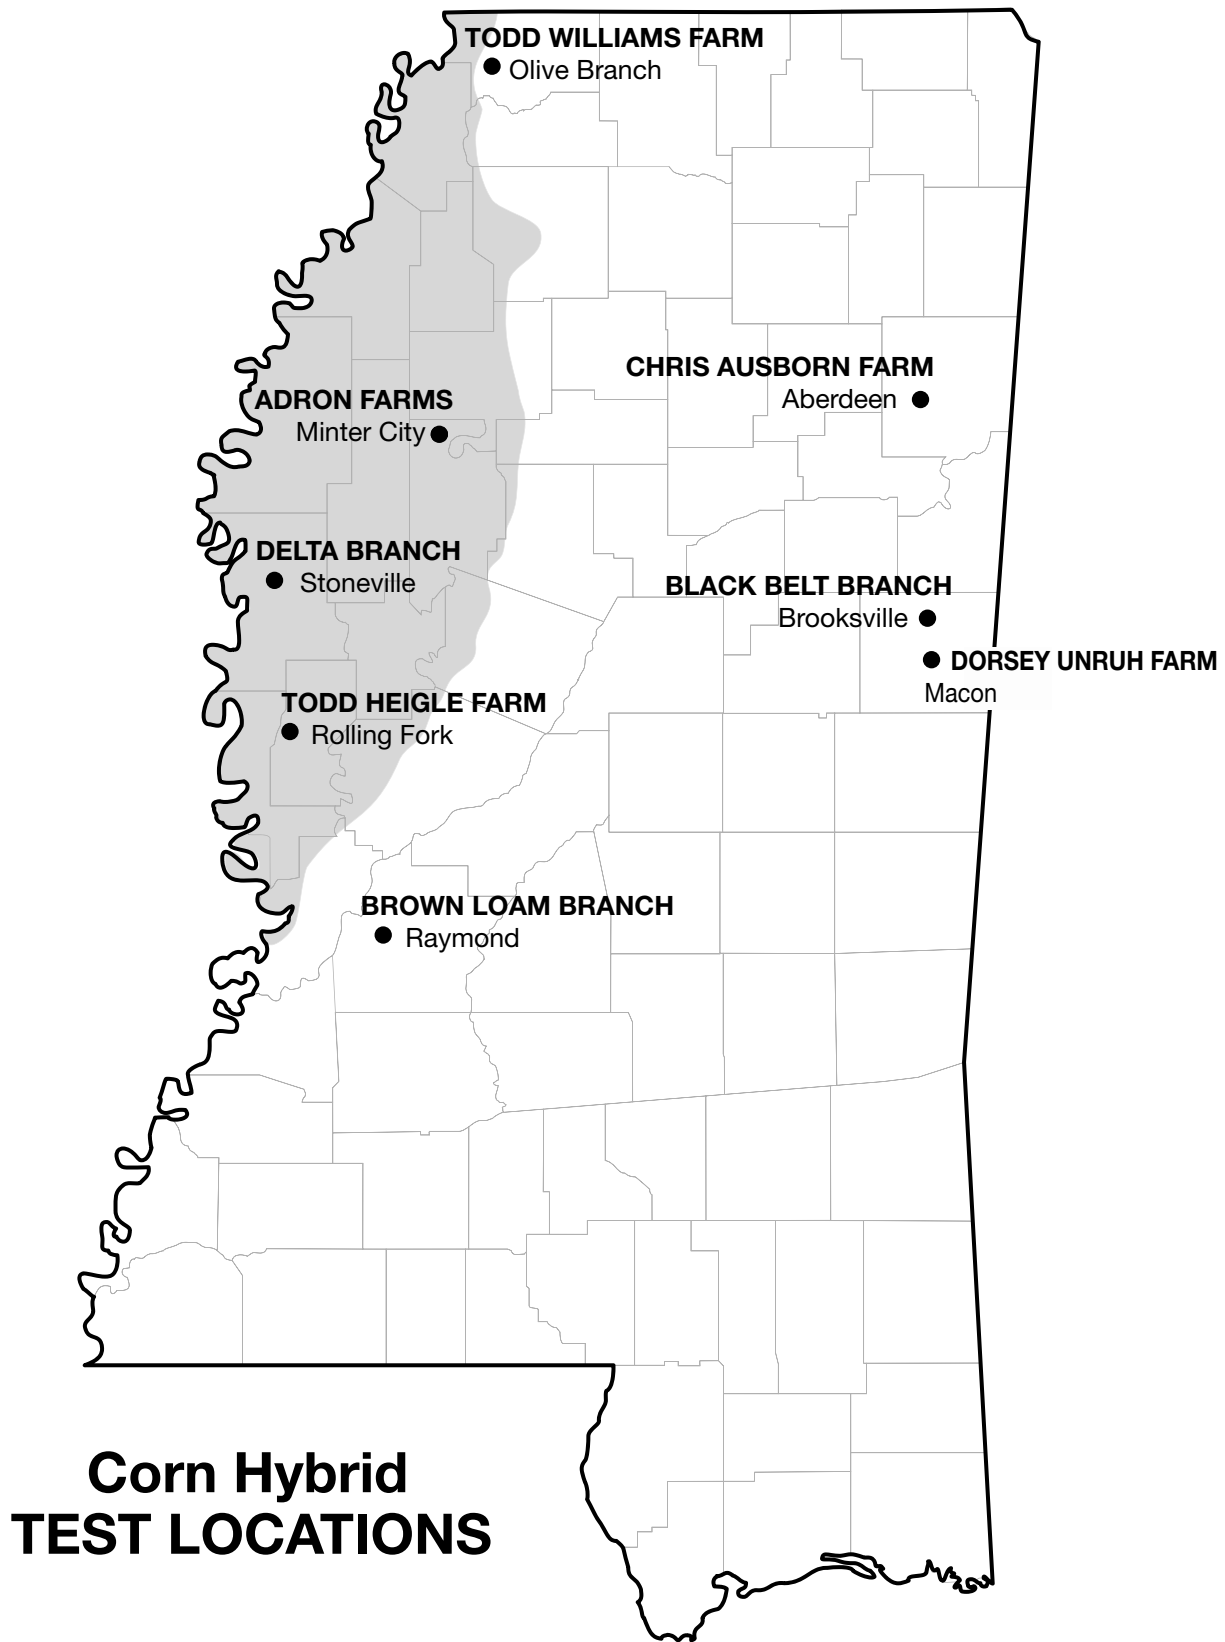 TODD WILLIAMS FARM
Olive Branch
CHRIS AUSBORN FARM
Aberdeen
ADRON FARMS
Minter City
DELTA BRANCH
Stoneville
BLACK BELT BRANCH
Brooksville
DORSEY UNRUH FARM
Macon
TODD HEIGLE FARM
Rolling Fork
BROWN LOAM BRANCH
Raymond
Corn Hybrid
TEST LOCATIONS